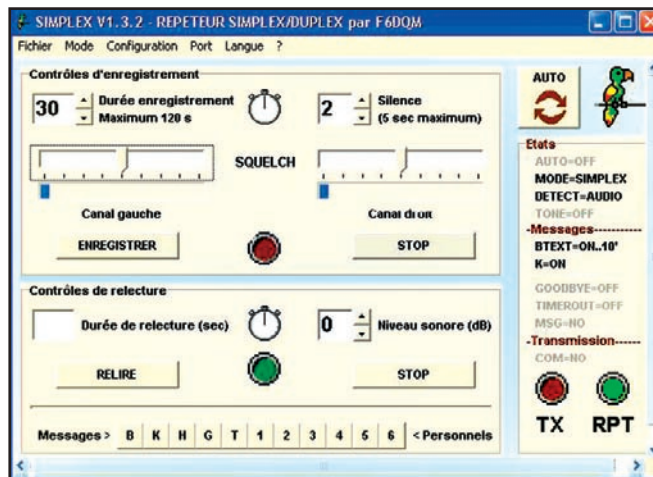 SIMPLEX V1.3.2 - REPETEUR SIMPLEX/DUPLEX par F6DQM
Fichier Mode Configuration Port Langue ?
Contrôles d'enregistrement
30 Durée enregistrement Maximum 120 s
2 Silence (5 sec maximum)
SQUELCH
Canal gauche
Canal droit
ENREGISTRER
STOP
Contrôles de relecture
Durée de relecture (sec)
0 Niveau sonore (dB)
RELIRE
STOP
Messages > B K H G T 1 2 3 4 5 6 < Personnels
AUTO
Etats
AUTO=OFF
MODE=SIMPLEX
DETECT=AUDIO
TONE=OFF
-Messages-----------
BTEXT=ON..10'
K=ON
GOODBYE=OFF
TIMEROUT=OFF
MSG=NO
-Transmission------
COM=NO
TX RPT